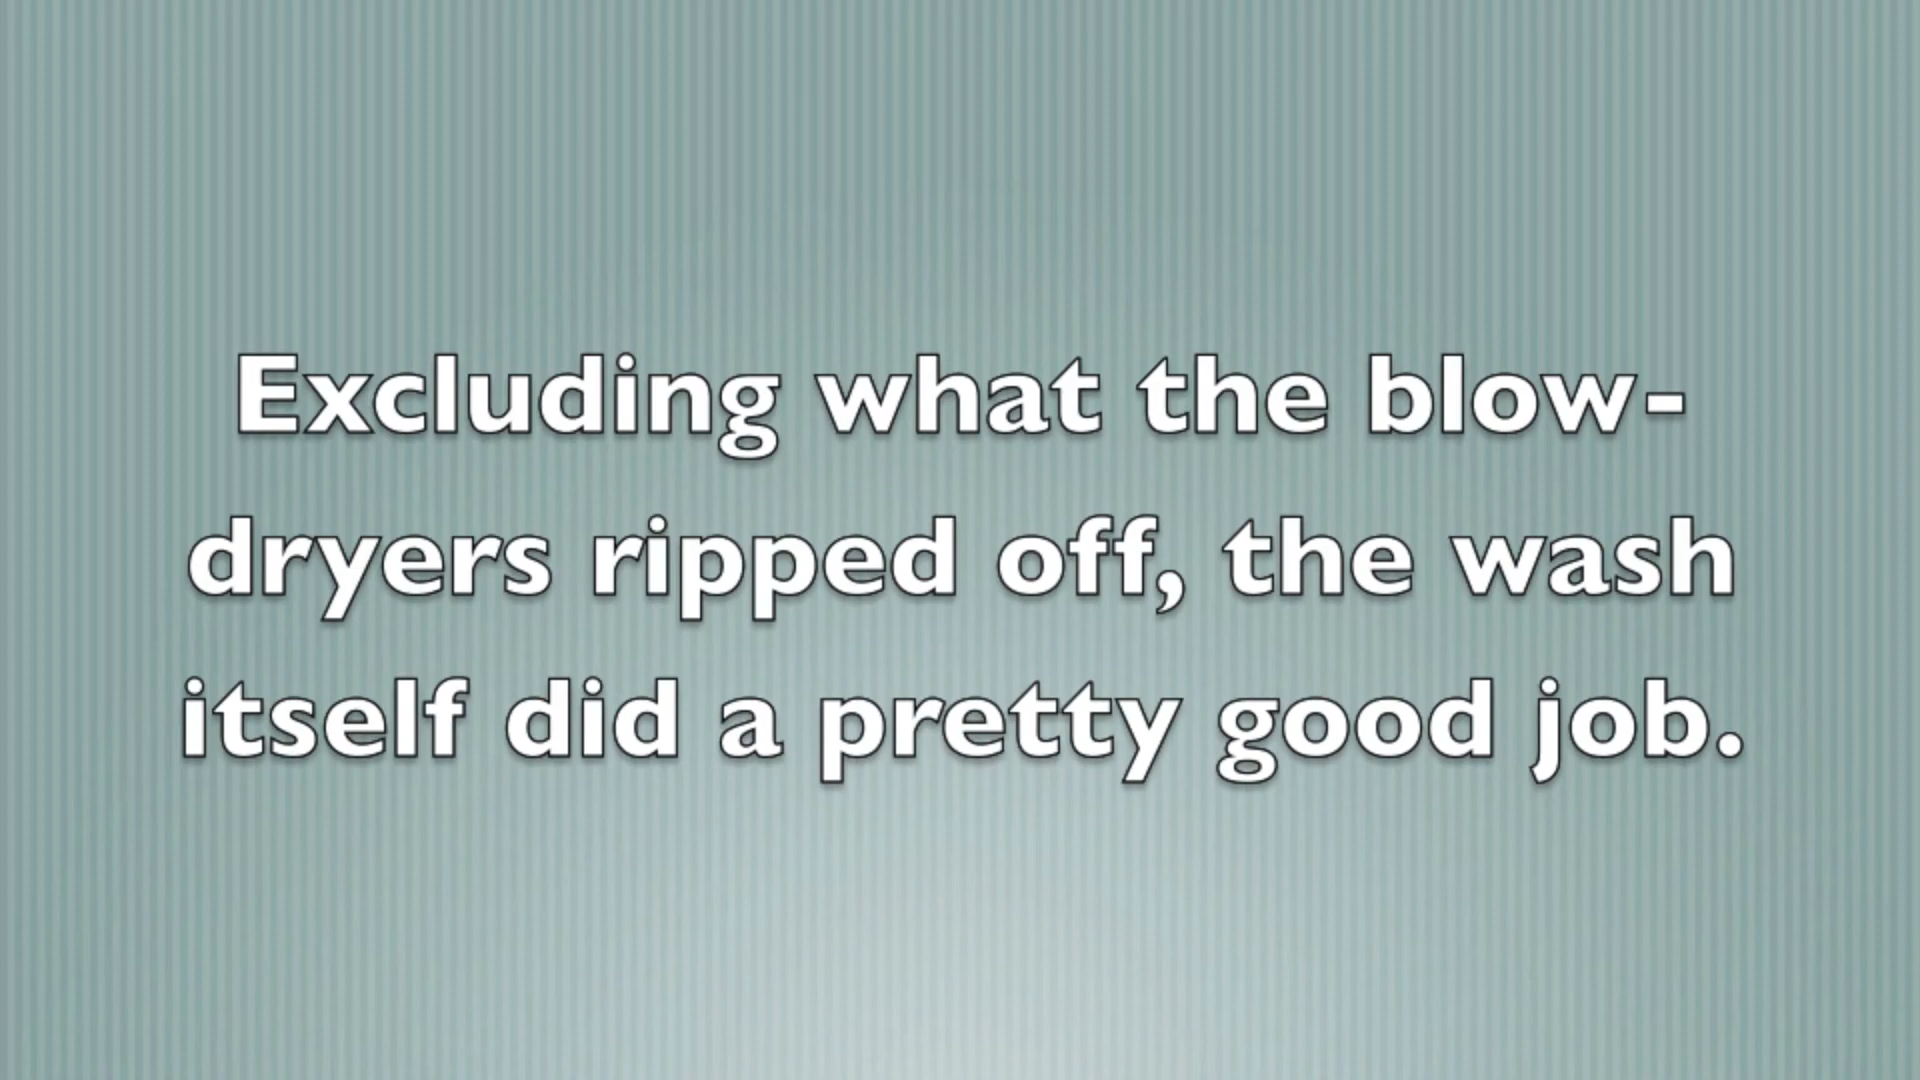 Excluding what the blow-
dryers ripped off, the wash
itself did a pretty good job.